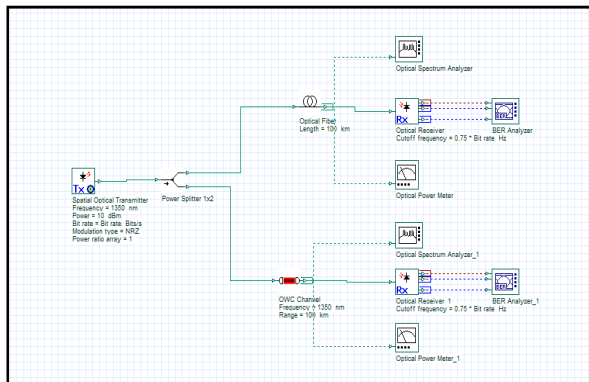 Optical Spectrum Analyzer
Optical Fiber
Length = 100 km
Rx
Optical Receiver
Cutoff frequency = 0.75 * Bit rate Hz
BER
BER Analyzer
Tx
Spatial Optical Transmitter
Frequency = 1350 nm
Power = 10 dBm
Bit rate = Bit rate Bits/s
Modulation type = NRZ
Power ratio array = 1
Power Splitter 1x2
Optical Power Meter
Optical Spectrum Analyzer_1
OWC Channel
Frequency = 1350 nm
Range = 100 km
Rx
Optical Receiver 1
Cutoff frequency = 0.75 * Bit rate Hz
BER
BER Analyzer_1
Optical Power Meter_1